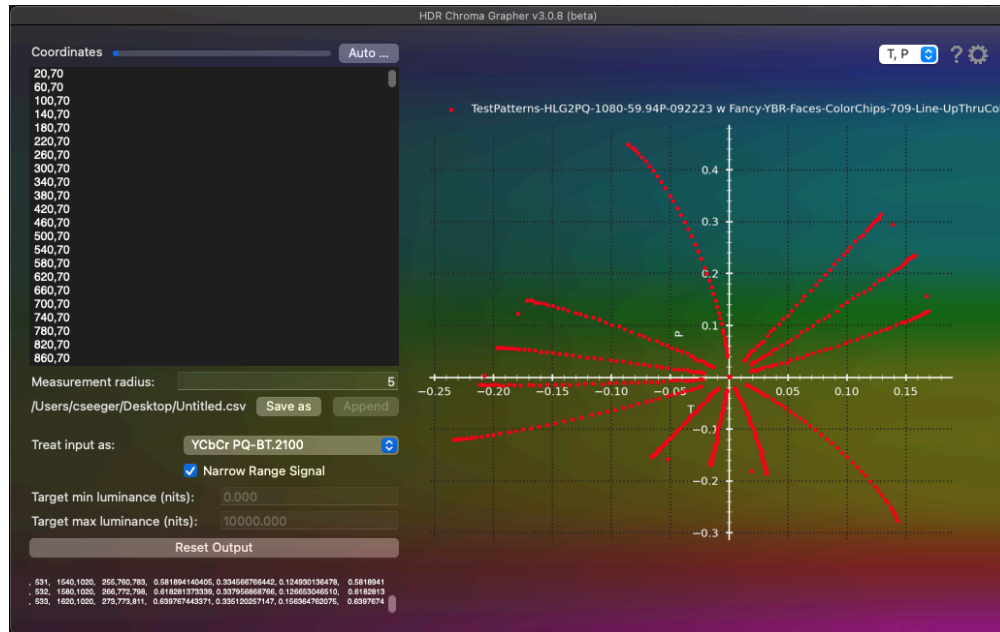 HDR Chroma Grapher v3.0.8 (beta)
Coordinates
Auto ...
20,70
60,70
100,70
140,70
180,70
220,70
260,70
300,70
340,70
380,70
420,70
460,70
500,70
540,70
580,70
620,70
660,70
700,70
740,70
780,70
820,70
860,70
Measurement radius:
5
/Users/cseeger/Desktop/Untitled.csv
Save as
Append
Treat input as:
YCbCr PQ-BT.2100
Narrow Range Signal
Target min luminance (nits):
0.000
Target max luminance (nits):
10000.000
Reset Output
, 531, 1540,1020, 255,760,783, 0.581894140405, 0.334566766442, 0.124930136478, 0.5818941
, 532, 1580,1020, 266,772,798, 0.618281373339, 0.337956868766, 0.126653046510, 0.6182813
, 533, 1620,1020, 273,773,811, 0.639767443371, 0.335120257147, 0.156364762075, 0.6397674
T, P
?
TestPatterns-HLG2PQ-1080-59.94P-092223 w Fancy-YBR-Faces-ColorChips-709-Line-UpThruCo
0.4
0.3
0.2
0.1
P
−0.25
−0.20
−0.15
−0.10
−0.05
0.00
0.05
0.10
0.15
T
−0.1
−0.2
−0.3